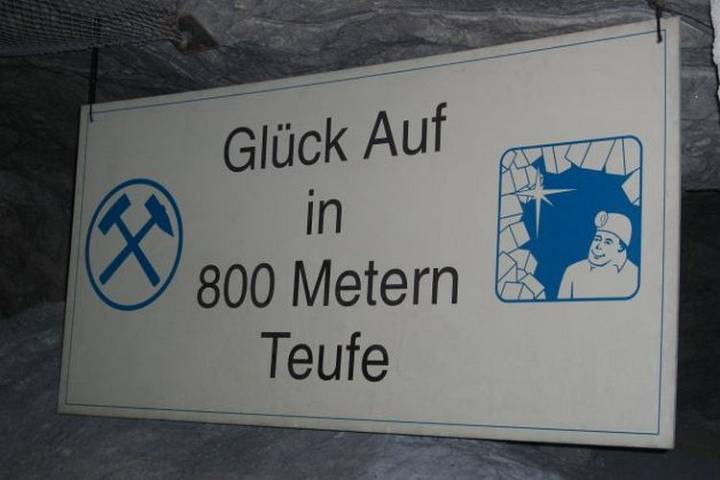 Glück Auf
in
800 Metern
Teufe